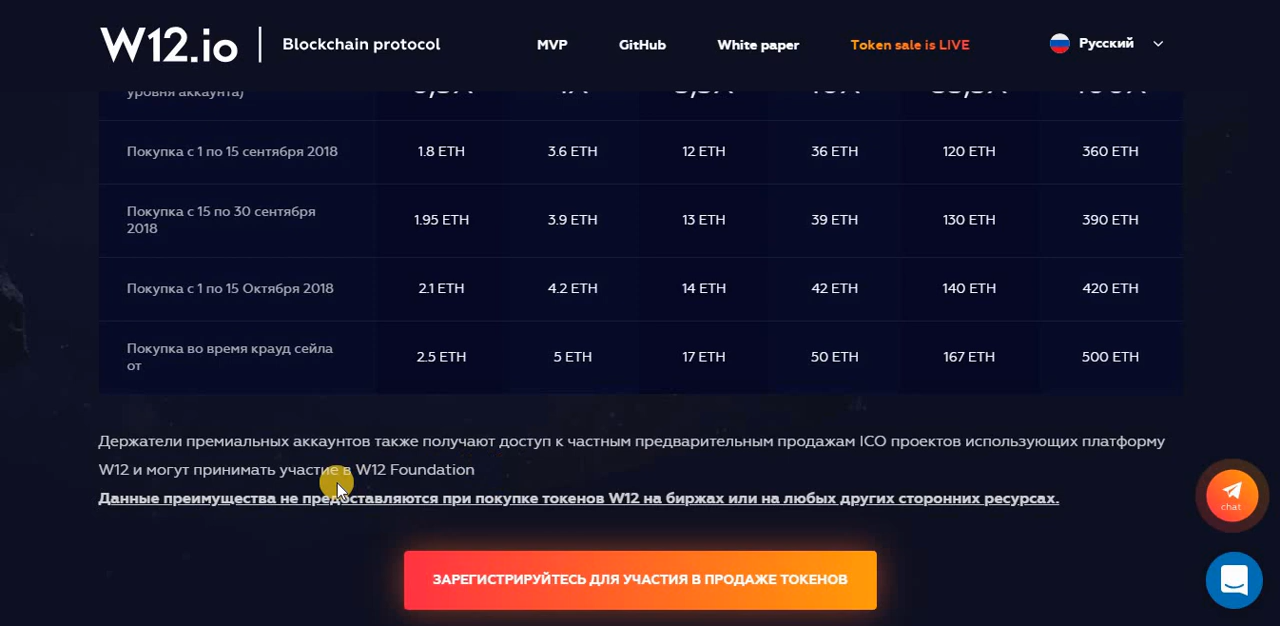 W12.io | Blockchain protocol MVP GitHub White paper Token sale is LIVE Русский
уровня аккаунта)
Покупка с 1 по 15 сентября 2018 1.8 ETH 3.6 ETH 12 ETH 36 ETH 120 ETH 360 ETH
Покупка с 15 по 30 сентября
2018 1.95 ETH 3.9 ETH 13 ETH 39 ETH 130 ETH 390 ETH
Покупка с 1 по 15 Октября 2018 2.1 ETH 4.2 ETH 14 ETH 42 ETH 140 ETH 420 ETH
Покупка во время крауд сейла
от 2.5 ETH 5 ETH 17 ETH 50 ETH 167 ETH 500 ETH
Держатели премиальных аккаунтов также получают доступ к частным предварительным продажам ICO проектов использующих платформу
W12 и могут принимать участие в W12 Foundation
Данные преимущества не предоставляются при покупке токенов W12 на биржах или на любых других сторонних ресурсах.
chat
ЗАРЕГИСТРИРУЙТЕСЬ ДЛЯ УЧАСТИЯ В ПРОДАЖЕ ТОКЕНОВ